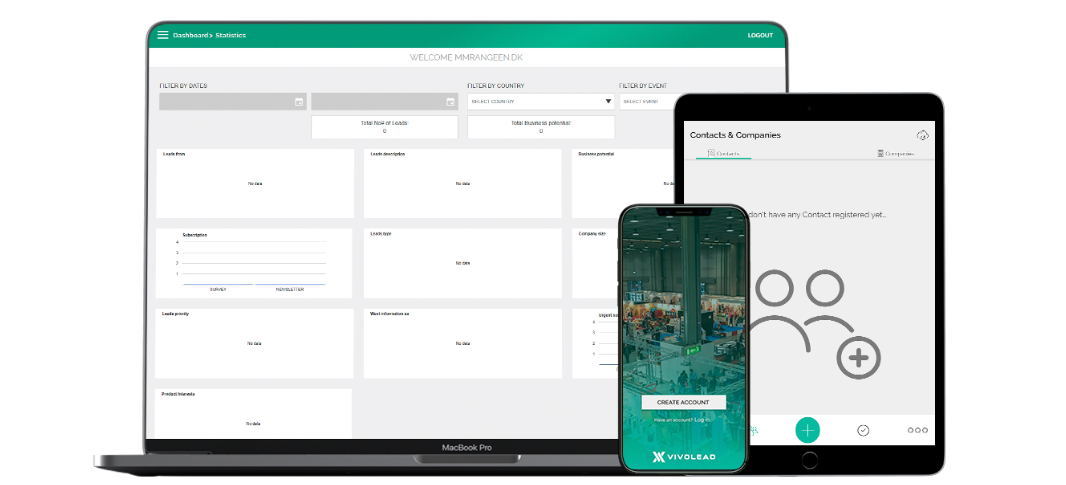 Dashboard> Statistics
LOGOUT
WELCOME MMRANGEEN.DK
FILTER BY DATES
FILTER BY COUNTRY
FILTER BY EVENT
SELECT COUNTRY
SELECT EVENT
Total No# of Leads:
0
Total Business potential:
0
Leads from
No data
Leads description
No data
Business potential
No da
Subscription
4
3
2
1
SURVEY
NEWSLETTER
Leads type
No data
Company size
Leads priority
No data
Want information as
No data
Urgent
4
3
2
1
Product Interests
No data
MacBook Pro
Contacts & Companies
Contacts
Companies
don't have any Contact registered yet...
CREATE ACCOUNT
Have an account? Log in
VIVOLEAD